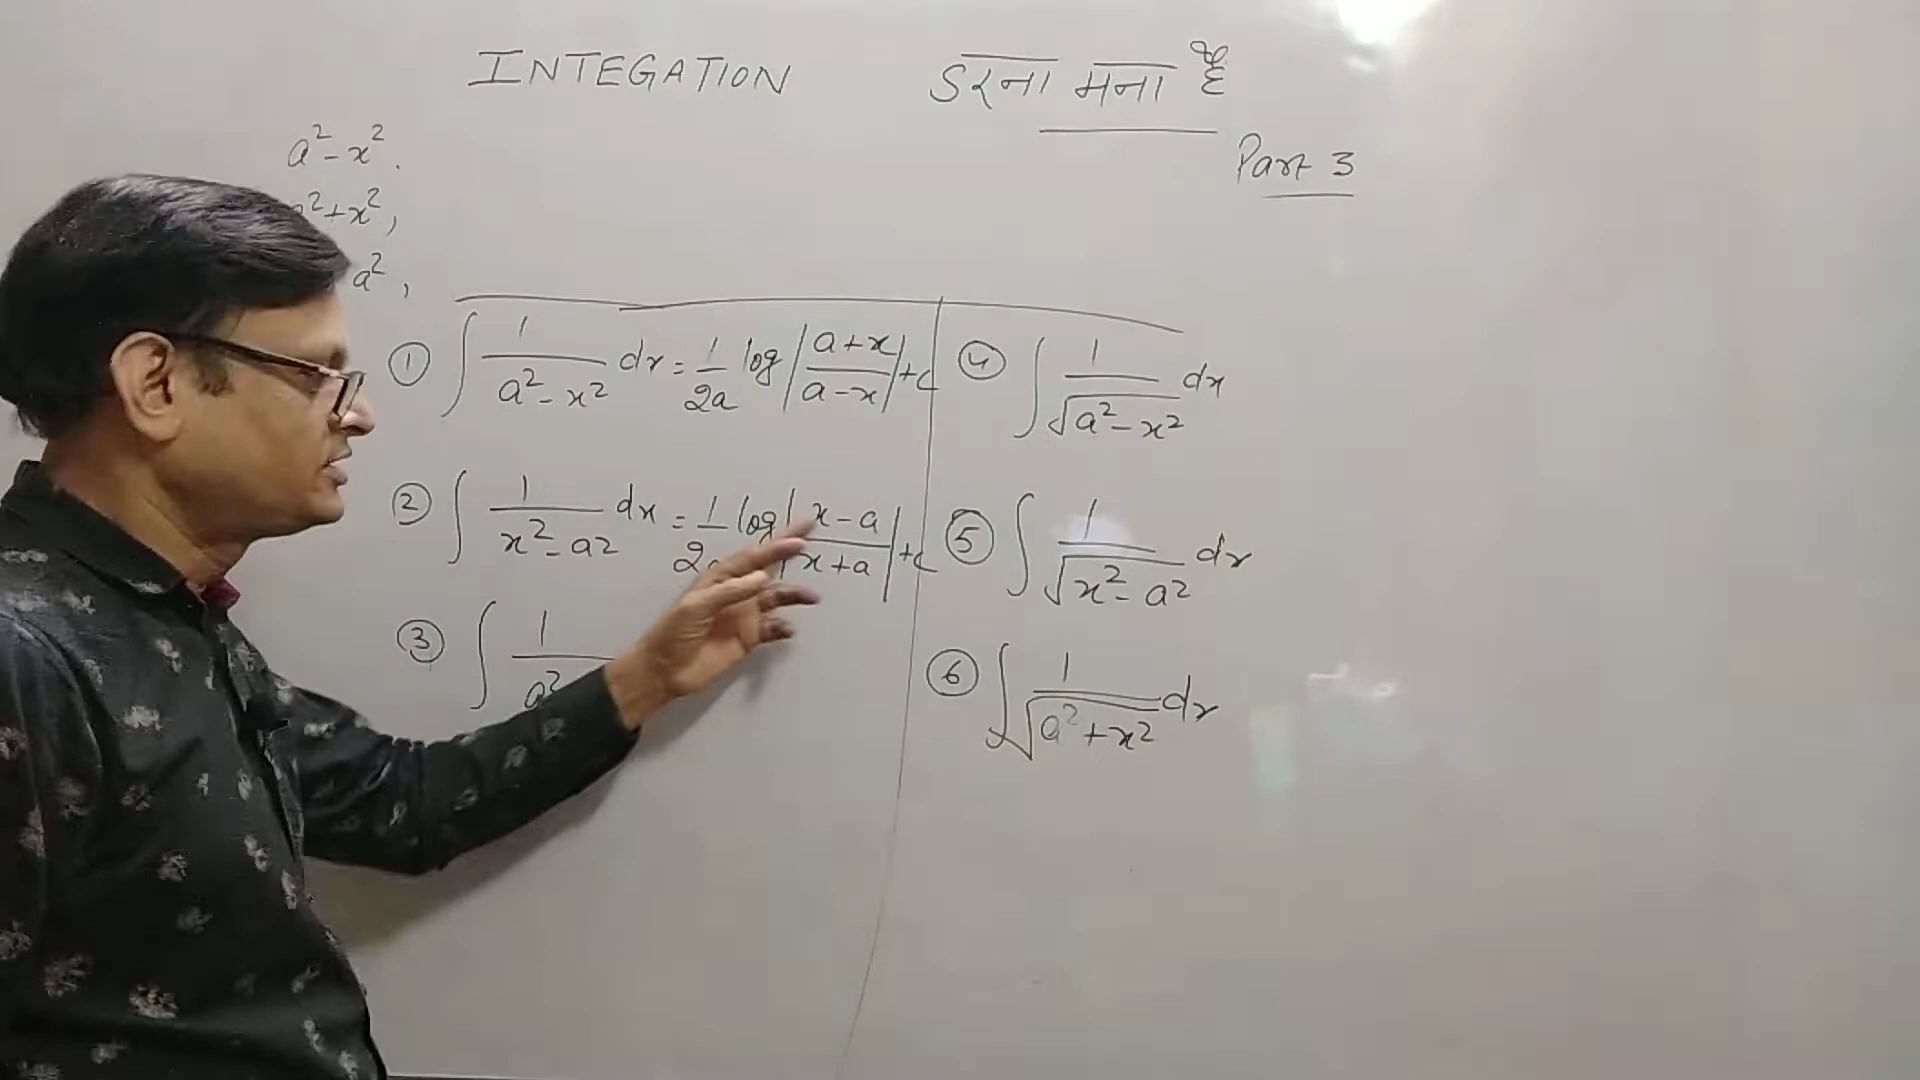 INTEGATION डरना मना है
Part 3
a²-x².
²+x²,
a²,
① ∫ 1/(a²-x²) dx = 1/2a log |(a+x)/(a-x)| +c
② ∫ 1/(x²-a²) dx = 1/2a log |(x-a)/(x+a)| +c
③ ∫ 1/a²
④ ∫ 1/√(a²-x²) dx
⑤ ∫ 1/√(x²-a²) dx
⑥ ∫ 1/√(a²+x²) dx